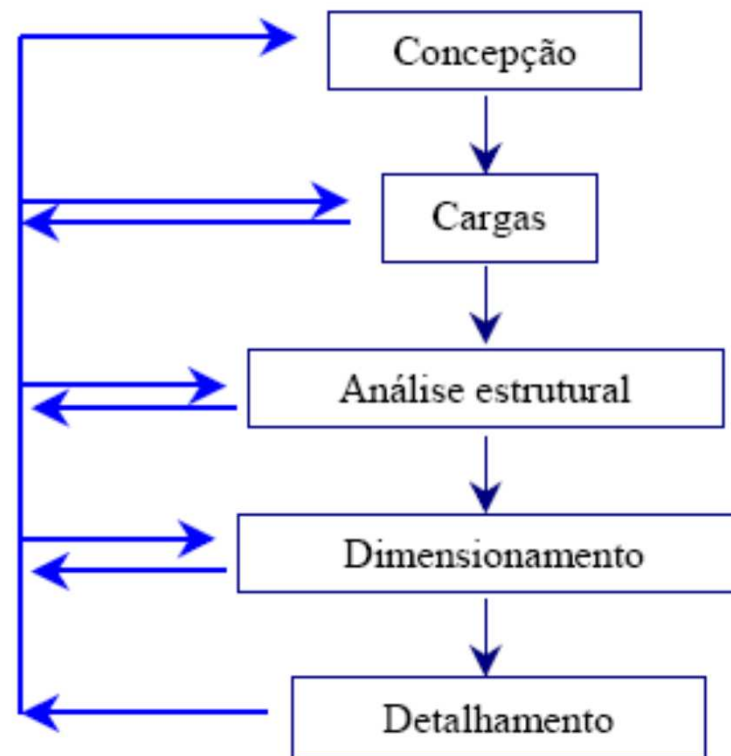 Concepção
Cargas
Análise estrutural
Dimensionamento
Detalhamento